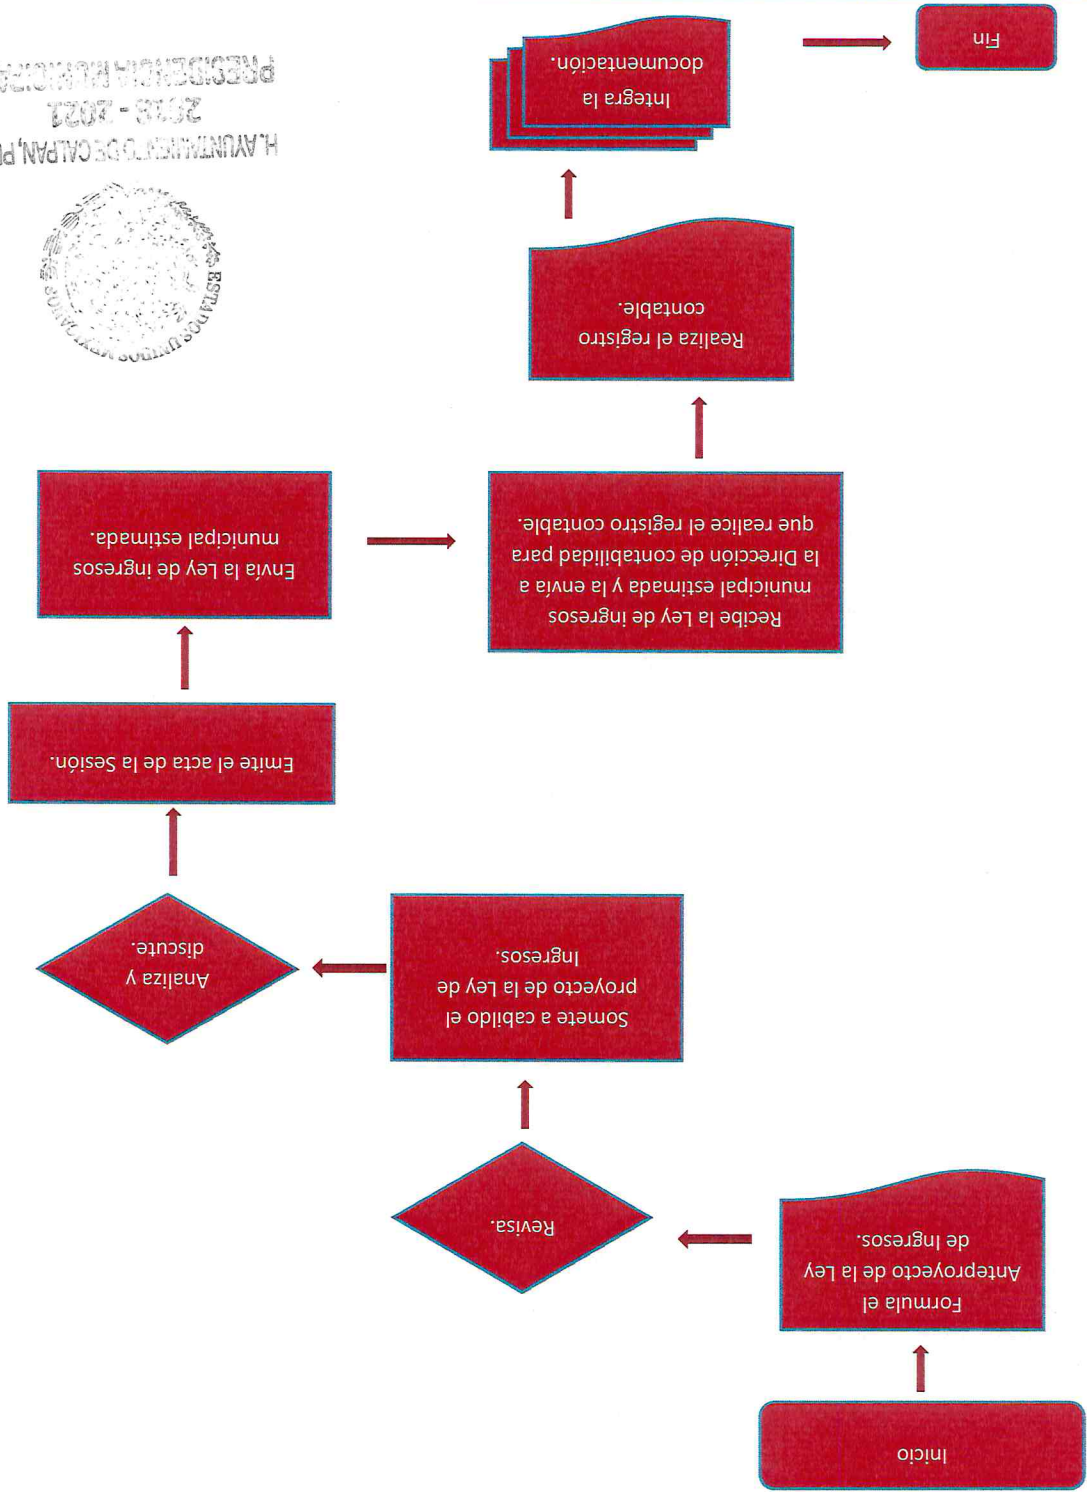 Inicio
Formula el
Anteproyecto de la Ley
de Ingresos.
Revisa.
Somete a cabildo el
proyecto de la Ley de
Ingresos.
Analiza y
discute.
Emite el acta de la Sesión.
Envía la Ley de ingresos
municipal estimada.
Recibe la Ley de ingresos
municipal estimada y la envía a
la Dirección de contabilidad para
que realice el registro contable.
Realiza el registro
contable.
Integra la
documentación.
Fin
ESTADOS UNIDOS MEXICANOS
H. AYUNTAMIENTO DE CALPAN,
2018 - 2021
PRESIDENCIA